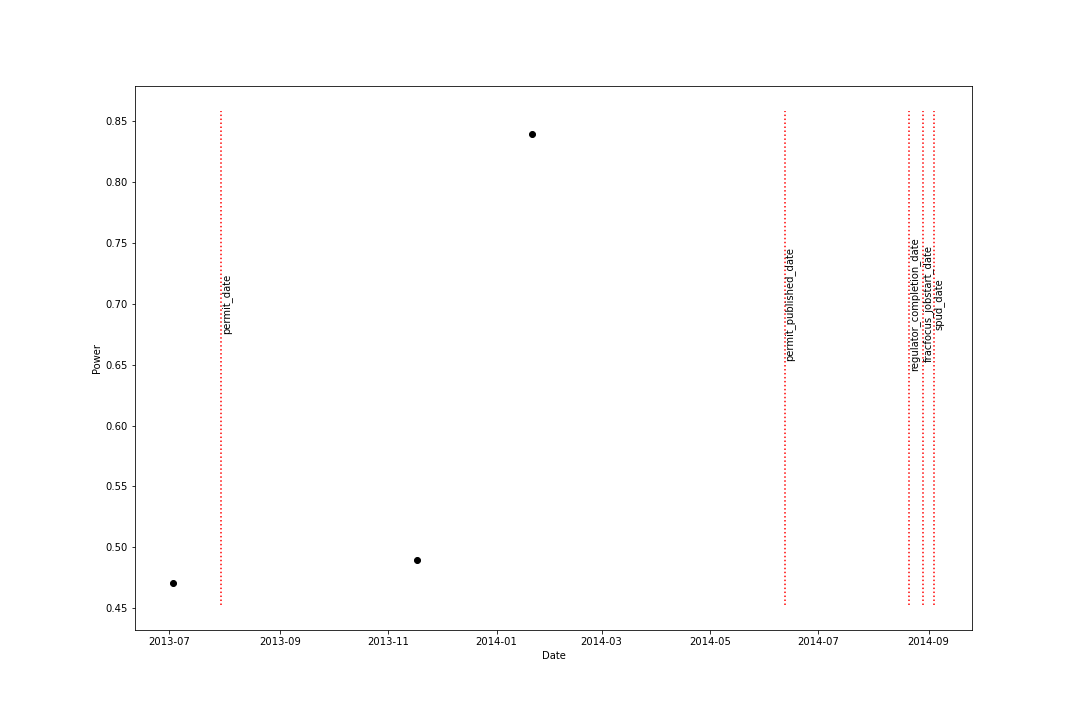 0.85
0.80
0.75
0.70
0.65
0.60
0.55
0.50
0.45
Power
permit_date
permit_published_date
regulator_completion_date
fracfocus_jobstart_date
spud_date
2013-07
2013-09
2013-11
2014-01
2014-03
2014-05
2014-07
2014-09
Date